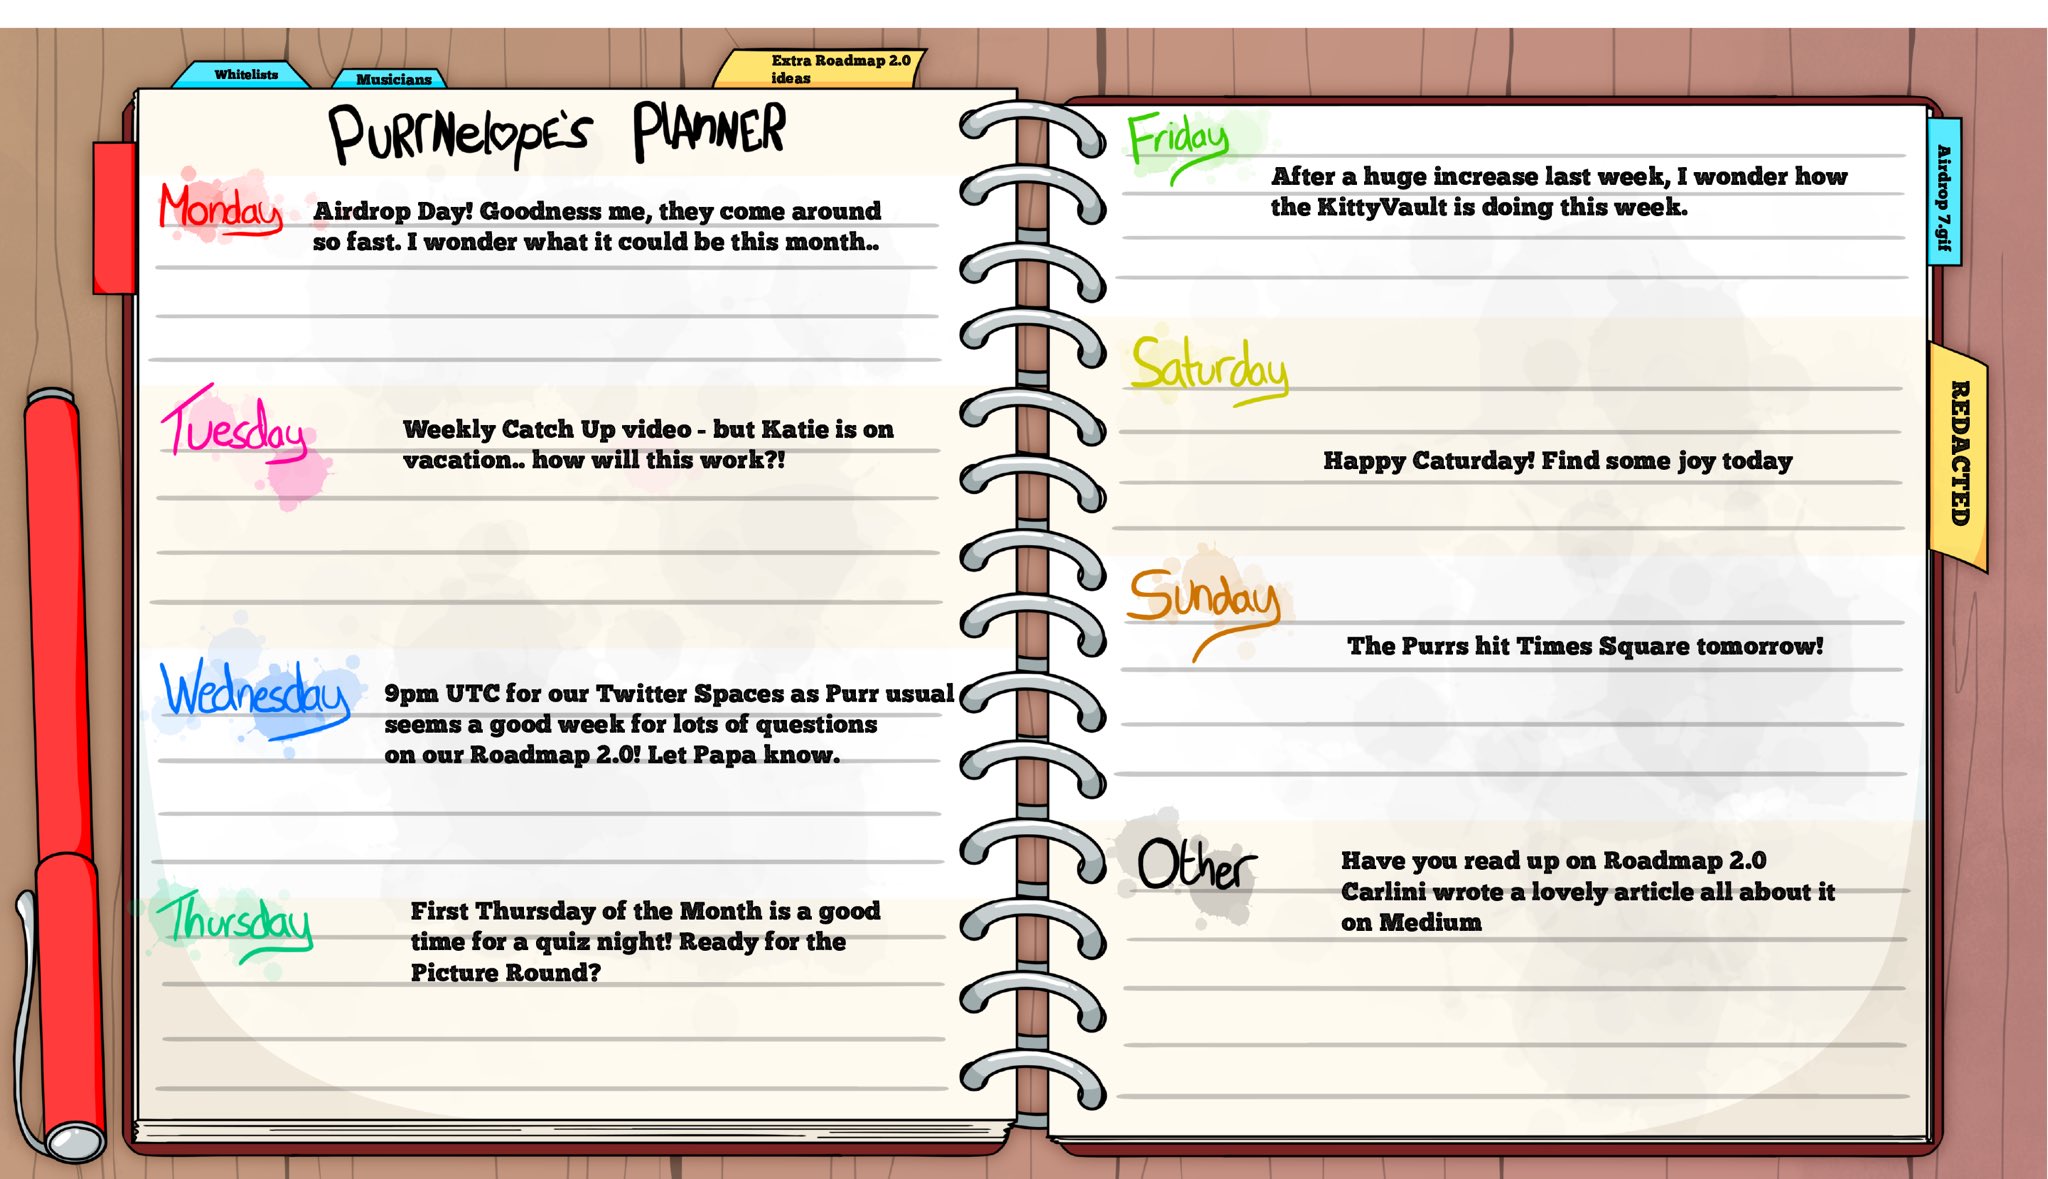 Whitelists
Musicians
Extra Roadmap 2.0
ideas
PURRNelOPE'S PlAnNER
Monday
Airdrop Day! Goodness me, they come around
so fast. I wonder what it could be this month..
Tuesday
Weekly Catch Up video - but Katie is on
vacation.. how will this work?!
Wednesday
9pm UTC for our Twitter Spaces as Purr usual
seems a good week for lots of questions
on our Roadmap 2.0! Let Papa know.
Thursday
First Thursday of the Month is a good
time for a quiz night! Ready for the
Picture Round?
Friday
After a huge increase last week, I wonder how
the KittyVault is doing this week.
Saturday
Happy Caturday! Find some joy today
Sunday
The Purrs hit Times Square tomorrow!
Other
Have you read up on Roadmap 2.0
Carlini wrote a lovely article all about it
on Medium
Airdrop 7.gif
REDACTED